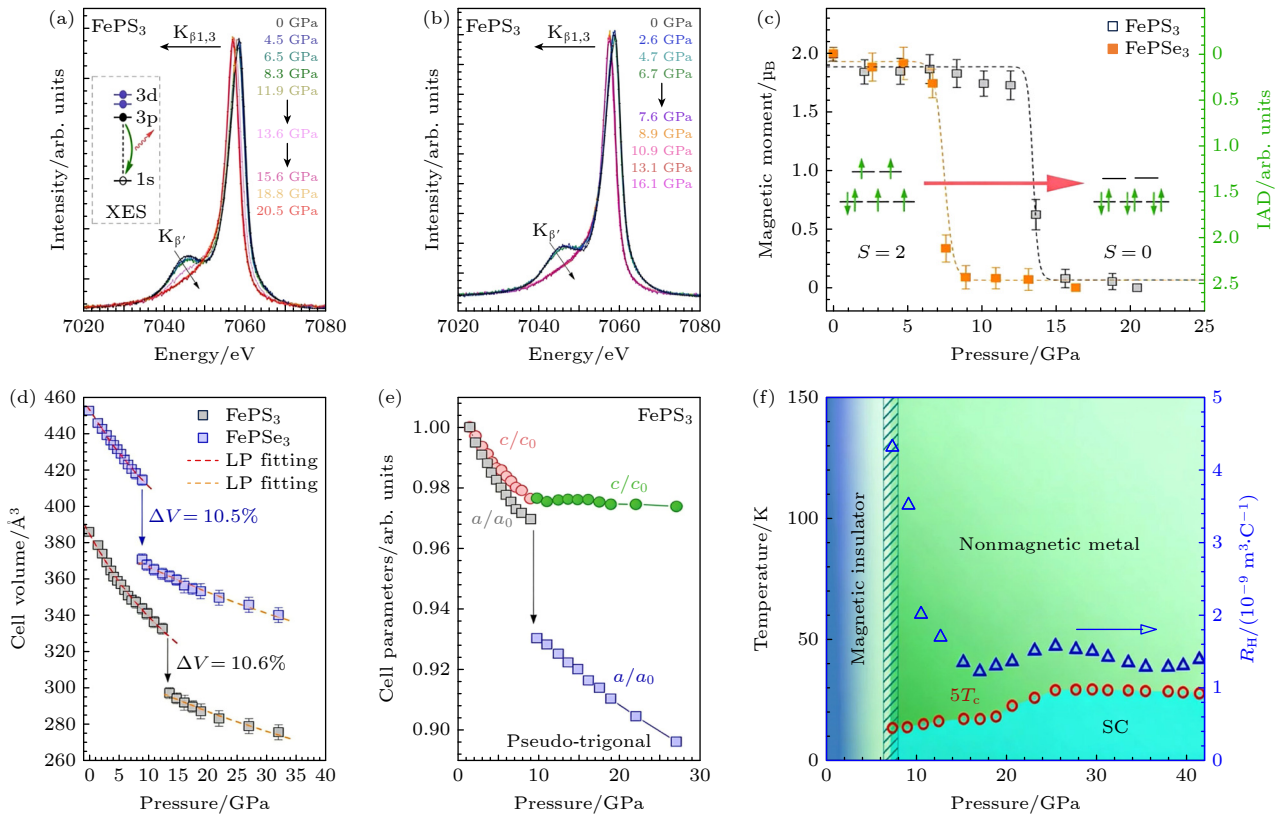 (a)
FePS3
Kβ1,3
0 GPa
4.5 GPa
6.5 GPa
8.3 GPa
11.9 GPa
13.6 GPa
15.6 GPa
18.8 GPa
20.5 GPa
3d
3p
1s
XES
Kβ′
Intensity/arb. units
7020 7040 7060 7080
Energy/eV
(b)
FePS3
Kβ1,3
0 GPa
2.6 GPa
4.7 GPa
6.7 GPa
7.6 GPa
8.9 GPa
10.9 GPa
13.1 GPa
16.1 GPa
Kβ′
Intensity/arb. units
7020 7040 7060 7080
Energy/eV
(c)
FePS3
FePSe3
2.0
1.5
1.0
0.5
0
Magnetic moment/μB
0
0.5
1.0
1.5
2.0
2.5
IAD/arb. units
S = 2
S = 0
0 5 10 15 20 25
Pressure/GPa
(d)
460
440
420
400
380
360
340
320
300
280
260
Cell volume/Å3
FePS3
FePSe3
LP fitting
LP fitting
ΔV = 10.5%
ΔV = 10.6%
0 5 10 15 20 25 30 35 40
Pressure/GPa
(e)
FePS3
1.00
0.98
0.96
0.94
0.92
0.90
Cell parameters/arb. units
c/c0
c/c0
a/a0
a/a0
Pseudo-trigonal
0 10 20 30
Pressure/GPa
(f)
150
100
50
0
Temperature/K
Magnetic insulator
Nonmagnetic metal
5Tc
SC
5
4
3
2
1
0
RH/(10−9 m3·C−1)
0 10 20 30 40
Pressure/GPa